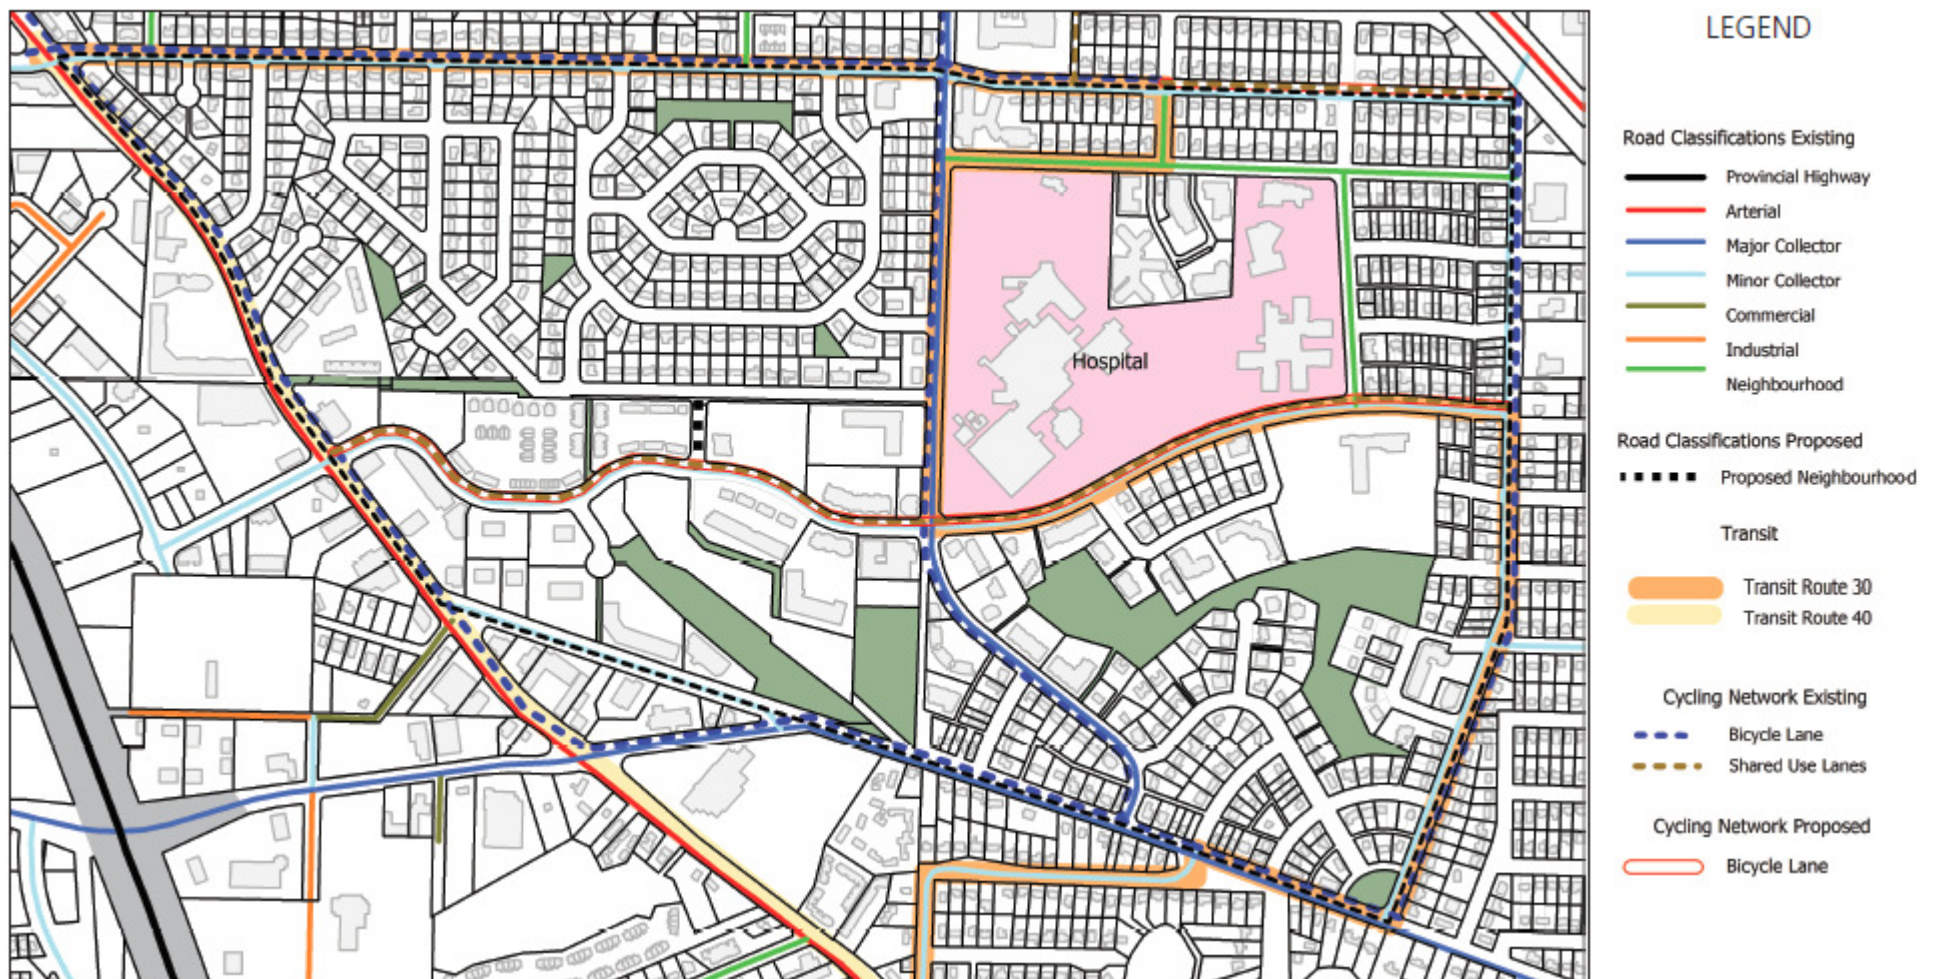 LEGEND
Road Classifications Existing
Provincial Highway
Arterial
Major Collector
Minor Collector
Commercial
Industrial
Neighbourhood
Road Classifications Proposed
Proposed Neighbourhood
Transit
Transit Route 30
Transit Route 40
Cycling Network Existing
Bicycle Lane
Shared Use Lanes
Cycling Network Proposed
Bicycle Lane
Hospital